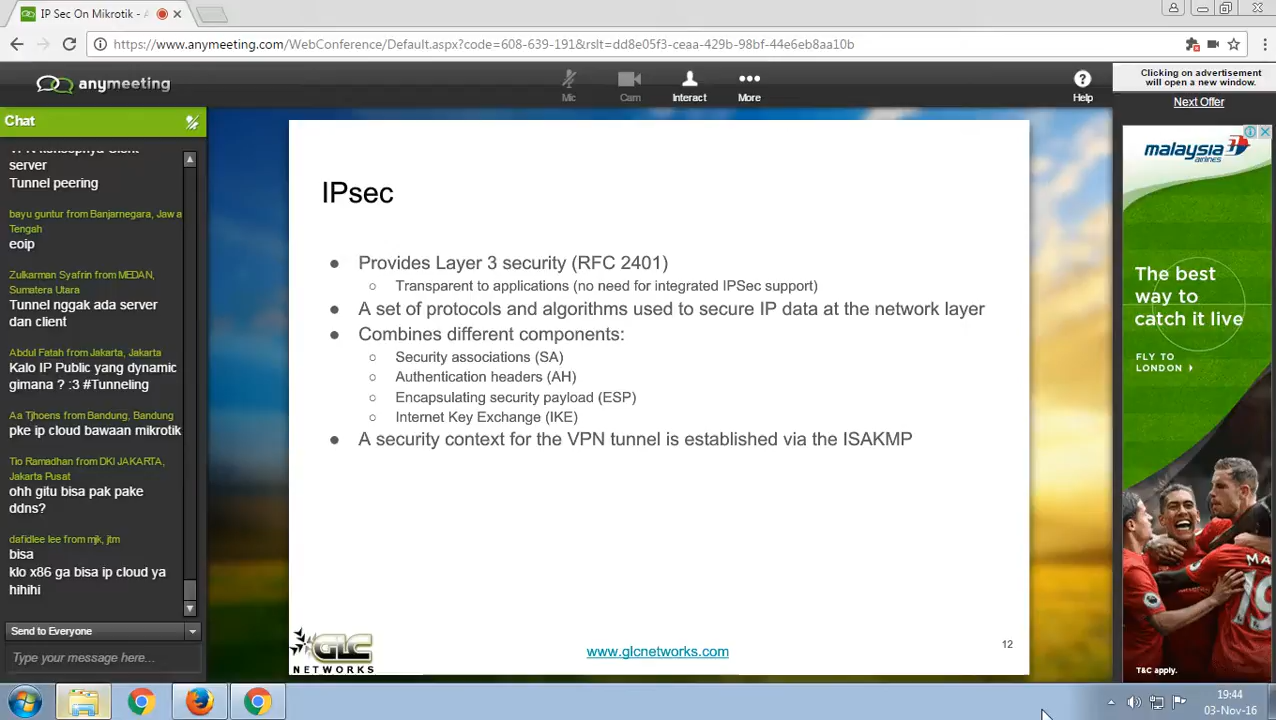 IP Sec On Mikrotik -
https://www.anymeeting.com/WebConference/Default.aspx?code=608-639-191&rslt=dd8e05f3-ceaa-429b-98bf-44e6eb8aa10b
anymeeting
Mic
Cam
Interact
More
Help
Clicking on advertisement
will open a new window.
Next Offer
Chat
server
Tunnel peering
bayu guntur from Banjarnegara, Jawa
Tengah
eoip
Zulkarman Syafrin from MEDAN,
Sumatera Utara
Tunnel nggak ada server
dan client
Abdul Fatah from Jakarta, Jakarta
Kalo IP Public yang dynamic
gimana ? :3 #Tunneling
Aa Tjhoens from Bandung, Bandung
pke ip cloud bawaan mikrotik
Tio Ramadhan from DKI JAKARTA,
Jakarta Pusat
ohh gitu bisa pak pake
ddns?
dafidlee lee from mjk, jtm
bisa
klo x86 ga bisa ip cloud ya
hihihi
Send to Everyone
Type your message here...
IPsec
● Provides Layer 3 security (RFC 2401)
○ Transparent to applications (no need for integrated IPSec support)
● A set of protocols and algorithms used to secure IP data at the network layer
● Combines different components:
○ Security associations (SA)
○ Authentication headers (AH)
○ Encapsulating security payload (ESP)
○ Internet Key Exchange (IKE)
● A security context for the VPN tunnel is established via the ISAKMP
GLC
NETWORKS
www.glcnetworks.com
12
malaysia
airlines
The best
way to
catch it live
FLY TO
LONDON
T&C apply.
19:44
03-Nov-16